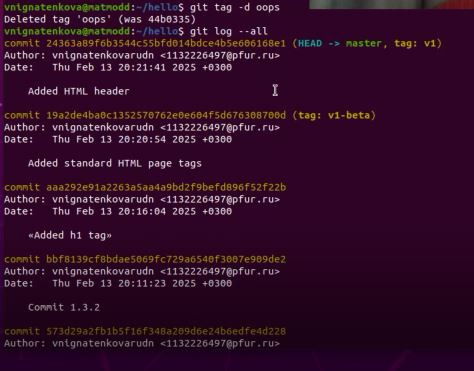 vnignatenkova@matmodd:~/hello$ git tag -d oops
Deleted tag 'oops' (was 44b0335)
vnignatenkova@matmodd:~/hello$ git log --all
commit 24363a89f6b3544c55bfd014bdce4b5e606168e1 (HEAD -> master, tag: v1)
Author: vnignatenkovarudn <1132226497@pfur.ru>
Date:   Thu Feb 13 20:21:41 2025 +0300
Added HTML header
commit 19a2de4ba0c1352570762e0e604f5d676308700d (tag: v1-beta)
Author: vnignatenkovarudn <1132226497@pfur.ru>
Date:   Thu Feb 13 20:20:54 2025 +0300
Added standard HTML page tags
commit aaa292e91a2263a5aa4a9bd2f9befd896f52f22b
Author: vnignatenkovarudn <1132226497@pfur.ru>
Date:   Thu Feb 13 20:16:04 2025 +0300
«Added h1 tag»
commit bbf8139cf8bdae5069fc729a6540f3007e909de2
Author: vnignatenkovarudn <1132226497@pfur.ru>
Date:   Thu Feb 13 20:11:23 2025 +0300
Commit 1.3.2
commit 573d29a2fb1b5f16f348a209d6e24b6edfe4d228
Author: vnignatenkovarudn <1132226497@pfur.ru>